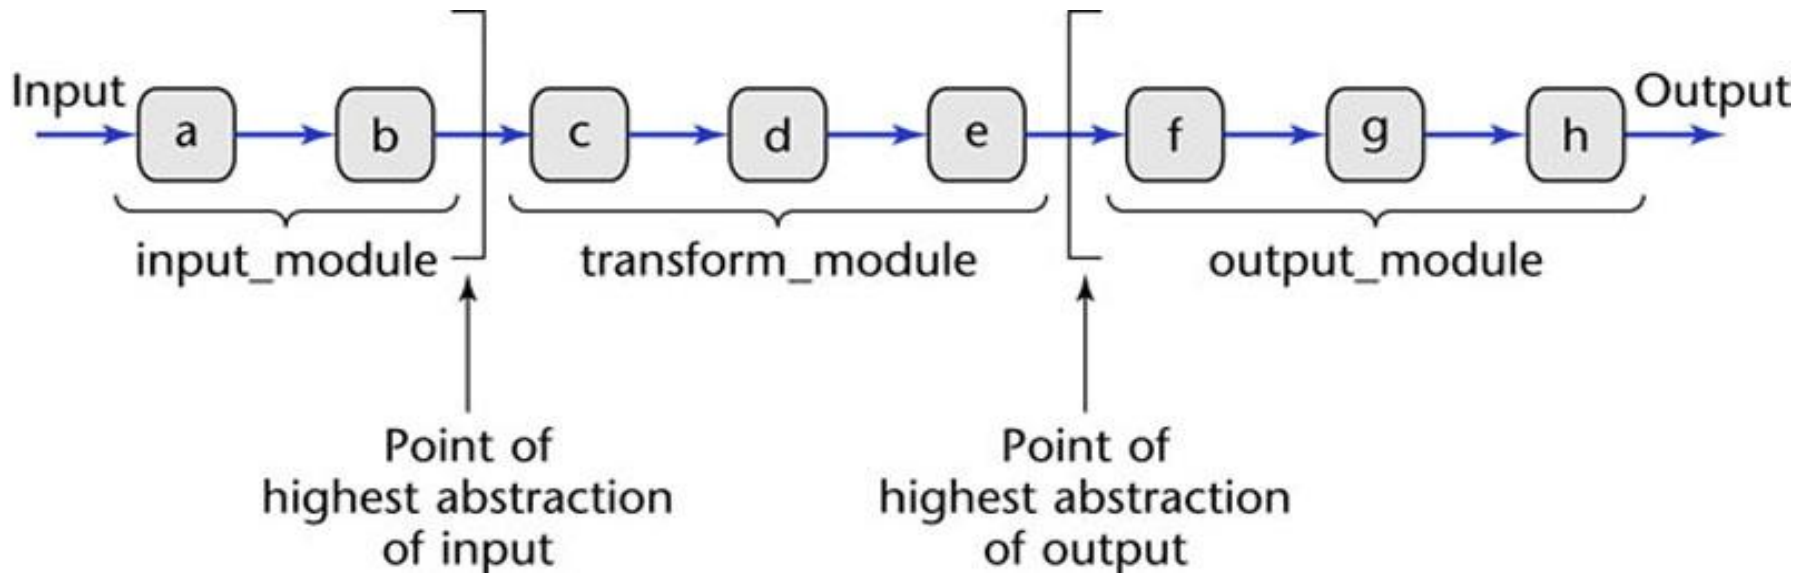 Input
a
b
c
d
e
f
g
h
Output
input_module
transform_module
output_module
Point of
highest abstraction
of input
Point of
highest abstraction
of output